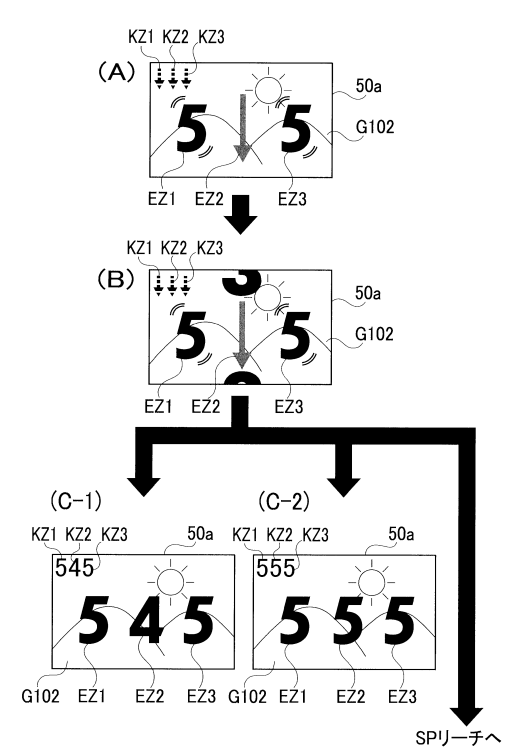 KZ1 KZ2 KZ3
(A)
50a
5 5
G102
EZ1 EZ2 EZ3
KZ1 KZ2 KZ3
(B)
50a
5 5
G102
EZ1 EZ2 EZ3
(C-1)
KZ1 KZ2 KZ3 50a
545
5 4 5
G102 EZ1 EZ2 EZ3
(C-2)
KZ1 KZ2 KZ3 50a
555
5 5 5
G102 EZ1 EZ2 EZ3
SPリーチへ